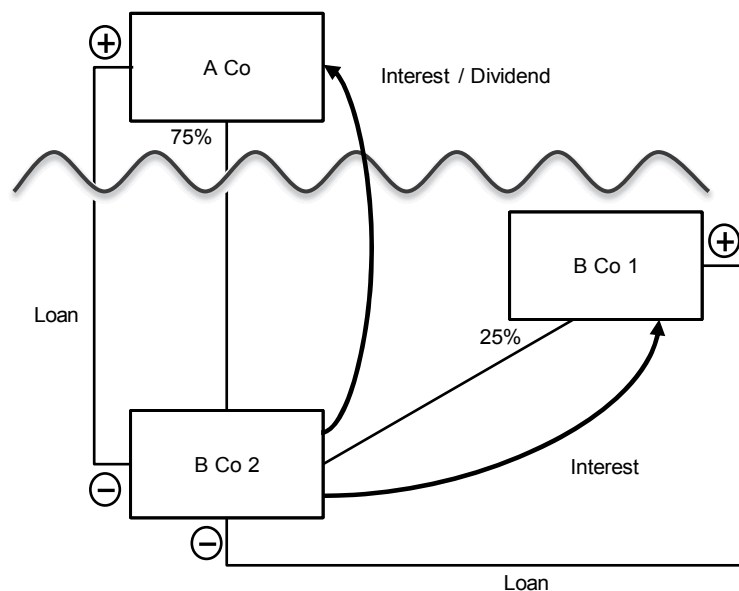 +
A Co
Interest / Dividend
75%
B Co 1
+
Loan
25%
B Co 2
Interest
−
−
Loan